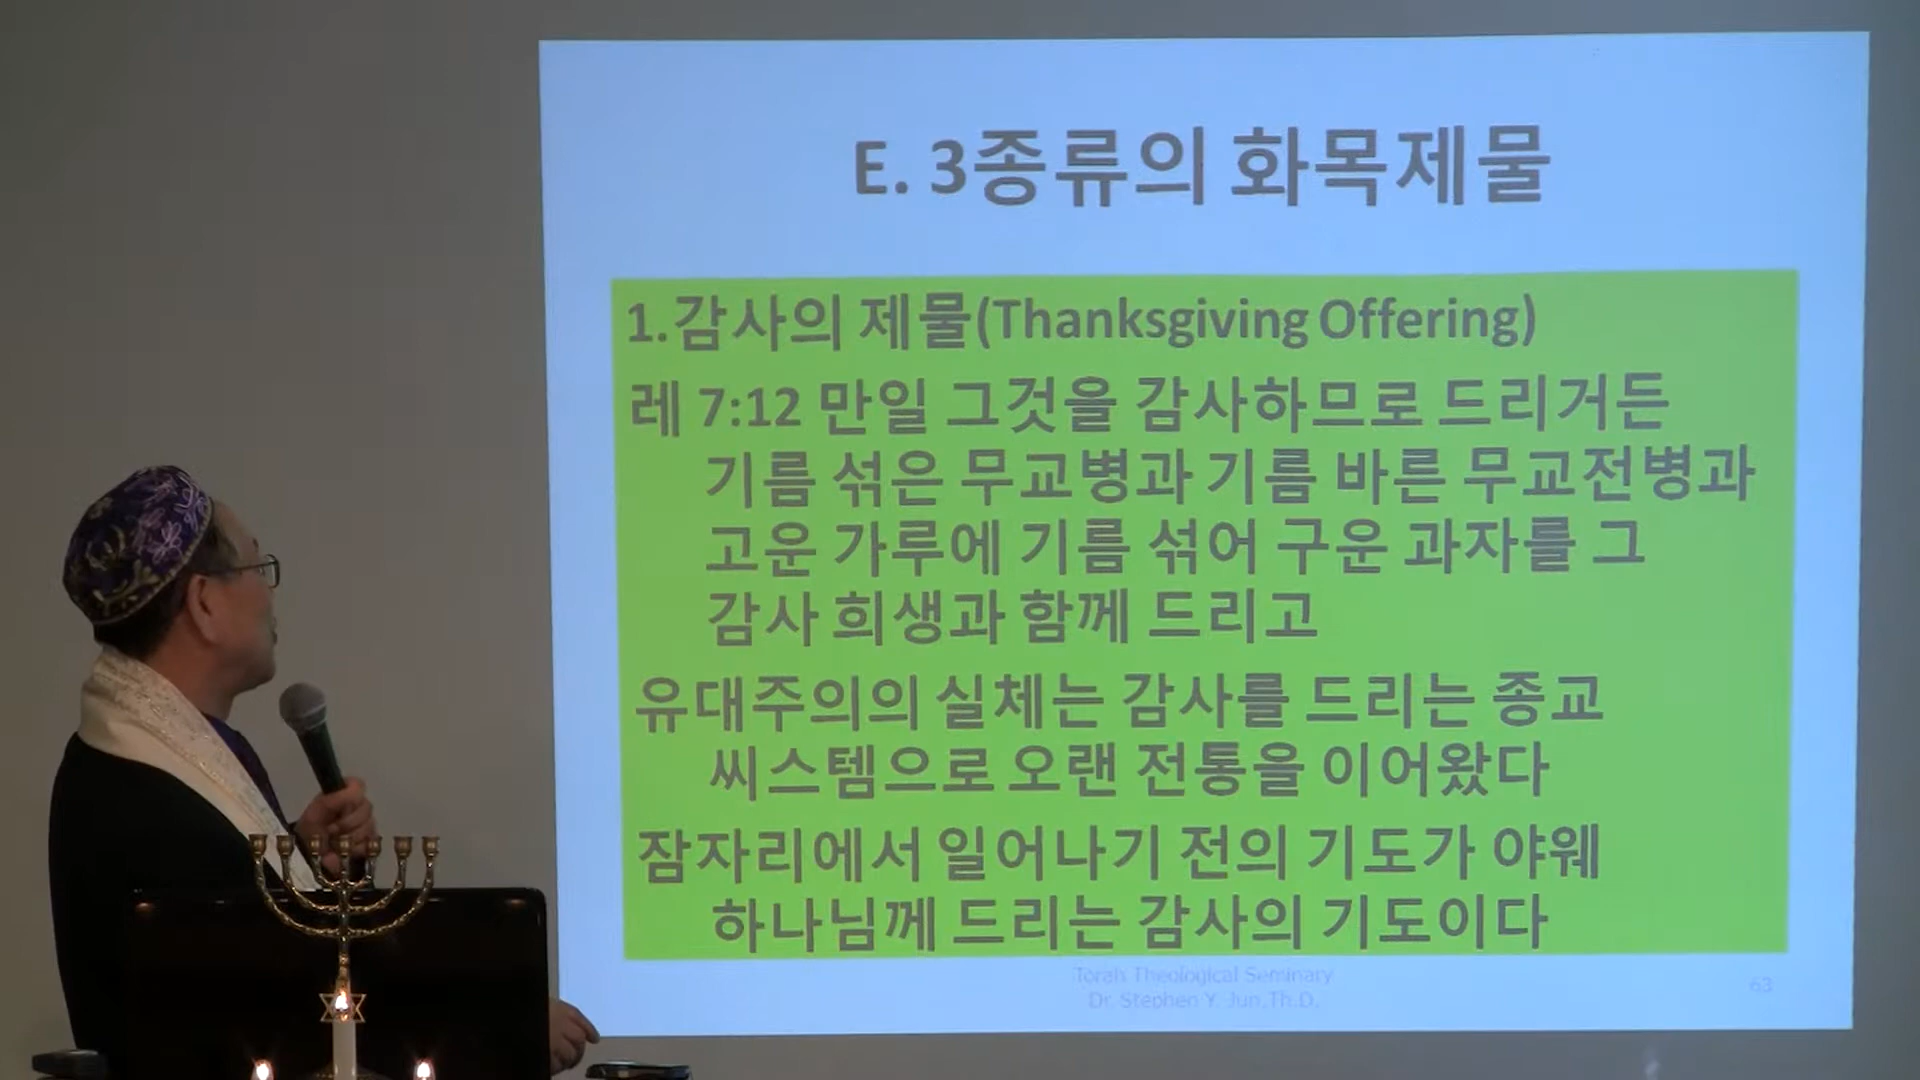 E. 3종류의 화목제물
1.감사의 제물(Thanksgiving Offering)
레 7:12 만일 그것을 감사하므로 드리거든
기름 섞은 무교병과 기름 바른 무교전병과
고운 가루에 기름 섞어 구운 과자를 그
감사 희생과 함께 드리고
유대주의의 실체는 감사를 드리는 종교
씨스템으로 오랜 전통을 이어왔다
잠자리에서 일어나기 전의 기도가 야웨
하나님께 드리는 감사의 기도이다
Torah Theological Seminary
Dr. Stephen Y. Jun,Th.D.
63